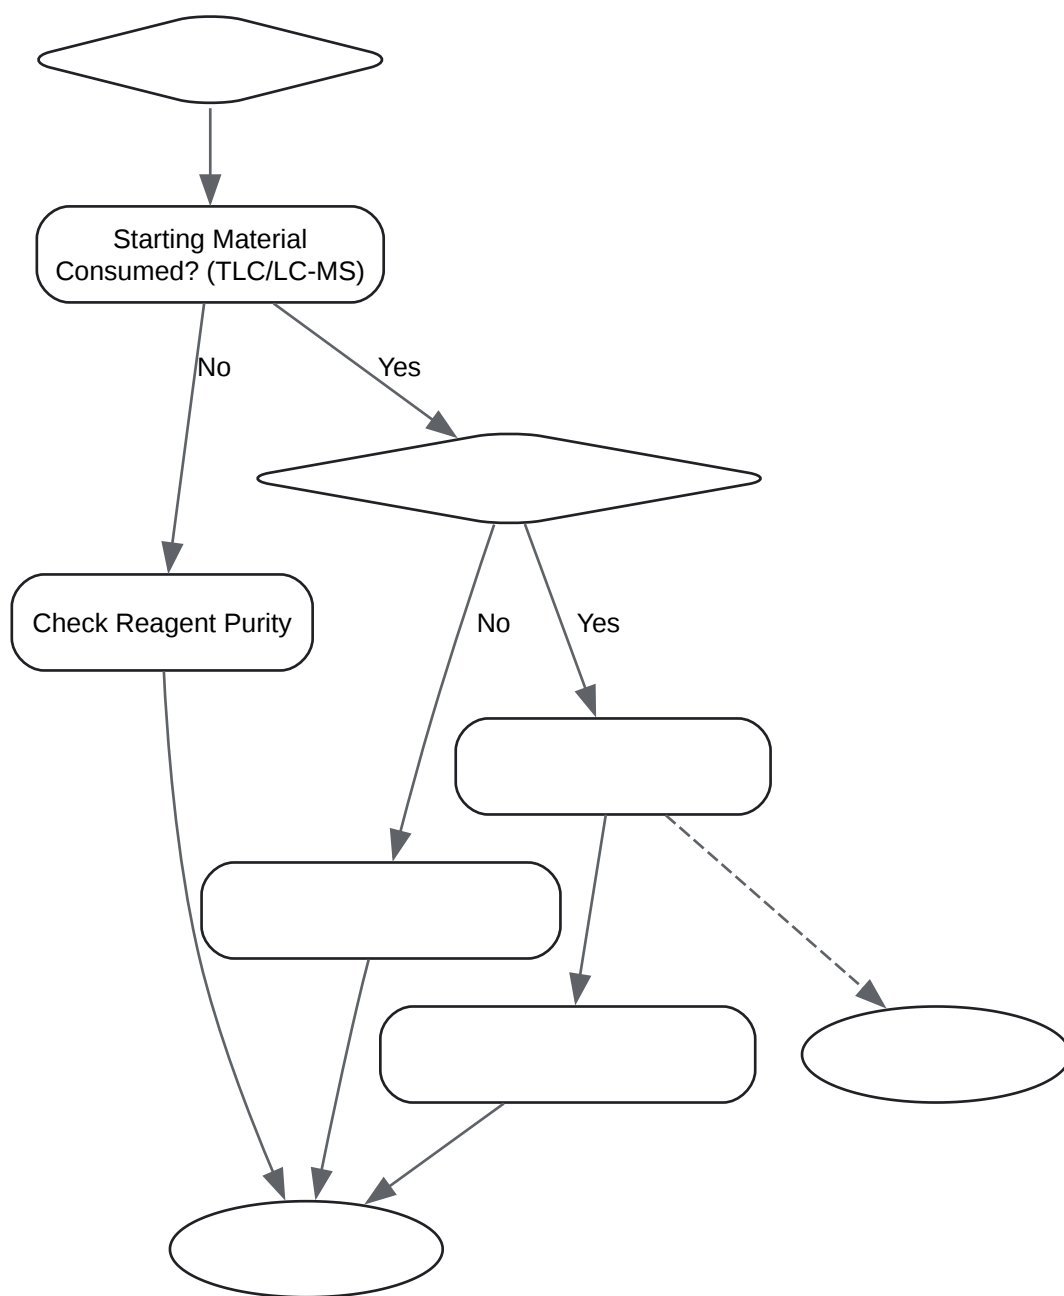 Starting Material
Consumed? (TLC/LC-MS)
No
Yes
Check Reagent Purity
No
Yes